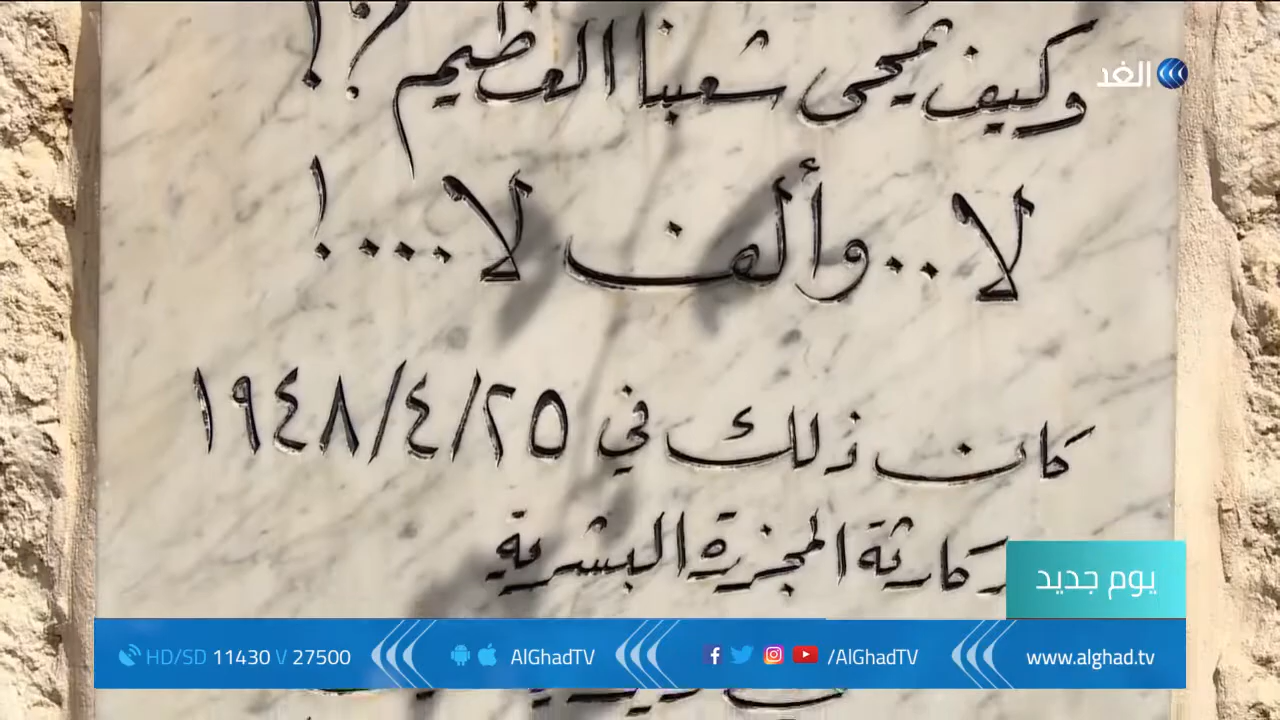 وكيف يمحى شعبنا العظيم؟!
لا..وألف لا....!
كان ذلك في ٢٥/٤/١٩٤٨
كارثة المجزرة البشرية
الغد
يوم جديد
HD/SD 11430 V 27500
AlGhadTV
/AlGhadTV
www.alghad.tv